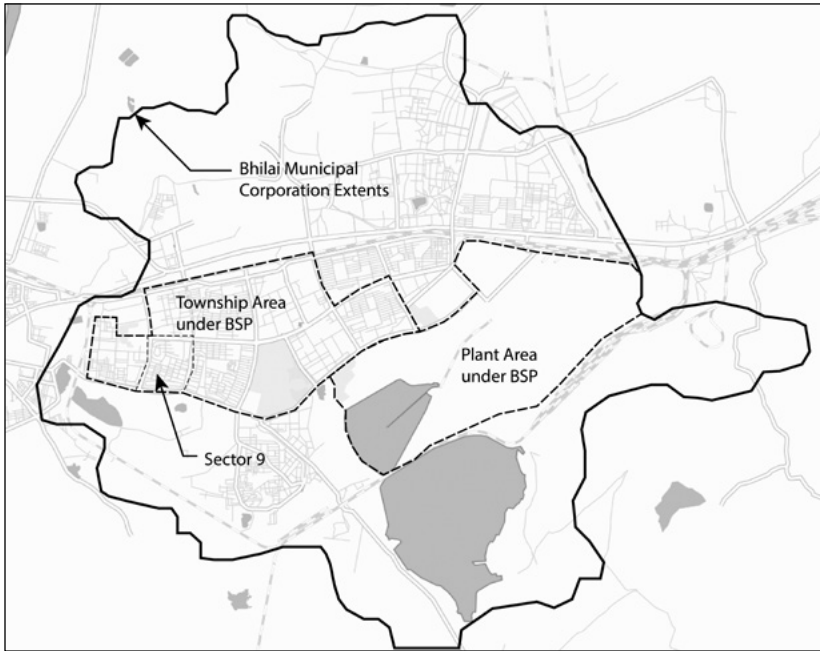 Bhilai Municipal
Corporation Extents
Township Area
under BSP
Plant Area
under BSP
Sector 9